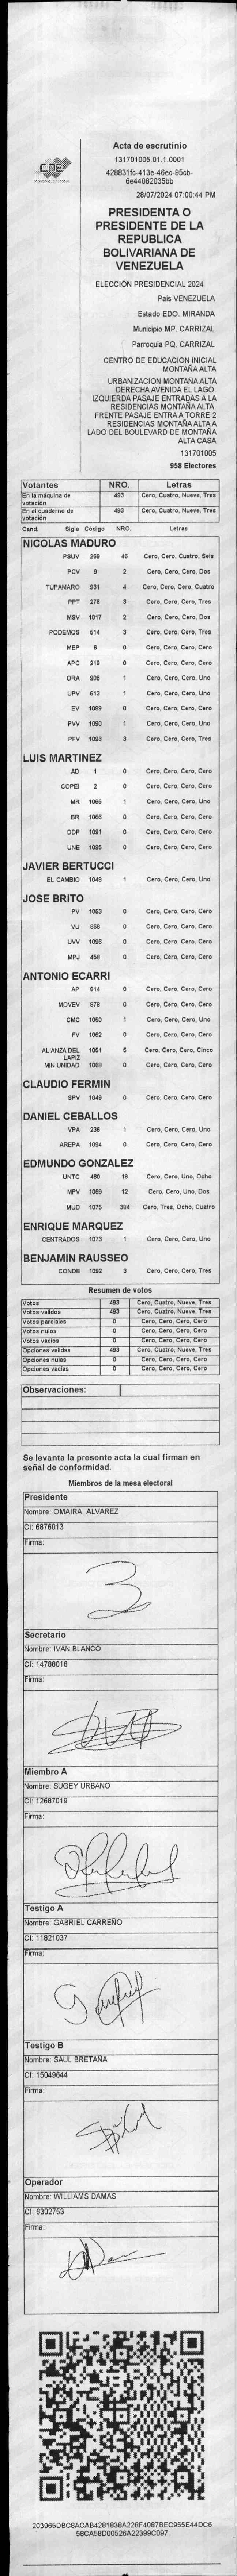 CNE
Acta de escrutinio
131701005.01.1.0001
428831fc-413e-46ec-95cb-
6e44082035bb
28/07/2024 07:00:44 PM
PRESIDENTA O
PRESIDENTE DE LA
REPUBLICA
BOLIVARIANA DE
VENEZUELA
ELECCIÓN PRESIDENCIAL 2024
País VENEZUELA
Estado EDO. MIRANDA
Municipio MP. CARRIZAL
Parroquia PQ. CARRIZAL
CENTRO DE EDUCACION INICIAL
MONTAÑA ALTA
URBANIZACION MONTAÑA ALTA
DERECHA AVENIDA EL LAGO.
IZQUIERDA PASAJE ENTRADAS A LA
RESIDENCIAS MONTAÑA ALTA.
FRENTE PASAJE ENTRA A TORRE 2
RESIDENCIAS MONTAÑA ALTA A
LADO DEL BOULEVARD DE MONTAÑA
ALTA CASA
131701005
958 Electores
Votantes NRO. Letras
En la máquina de
votación 493 Cero, Cuatro, Nueve, Tres
En el cuaderno de
votación 493 Cero, Cuatro, Nueve, Tres
Cand. Sigla Código NRO. Letras
NICOLAS MADURO
PSUV 269 46 Cero, Cero, Cuatro, Seis
PCV 9 2 Cero, Cero, Cero, Dos
TUPAMARO 931 4 Cero, Cero, Cero, Cuatro
PPT 276 3 Cero, Cero, Cero, Tres
MSV 1017 2 Cero, Cero, Cero, Dos
PODEMOS 514 3 Cero, Cero, Cero, Tres
MEP 6 0 Cero, Cero, Cero, Cero
APC 219 0 Cero, Cero, Cero, Cero
ORA 906 1 Cero, Cero, Cero, Uno
UPV 513 1 Cero, Cero, Cero, Uno
EV 1089 0 Cero, Cero, Cero, Cero
PVV 1090 1 Cero, Cero, Cero, Uno
PFV 1093 3 Cero, Cero, Cero, Tres
LUIS MARTINEZ
AD 1 0 Cero, Cero, Cero, Cero
COPEI 2 0 Cero, Cero, Cero, Cero
MR 1065 1 Cero, Cero, Cero, Uno
BR 1066 0 Cero, Cero, Cero, Cero
DDP 1091 0 Cero, Cero, Cero, Cero
UNE 1095 0 Cero, Cero, Cero, Cero
JAVIER BERTUCCI
EL CAMBIO 1048 1 Cero, Cero, Cero, Uno
JOSE BRITO
PV 1053 0 Cero, Cero, Cero, Cero
VU 868 0 Cero, Cero, Cero, Cero
UVV 1096 0 Cero, Cero, Cero, Cero
MPJ 458 0 Cero, Cero, Cero, Cero
ANTONIO ECARRI
AP 814 0 Cero, Cero, Cero, Cero
MOVEV 979 0 Cero, Cero, Cero, Cero
CMC 1050 1 Cero, Cero, Cero, Uno
FV 1062 0 Cero, Cero, Cero, Cero
ALIANZA DEL 1051 5 Cero, Cero, Cero, Cinco
LAPIZ
MIN UNIDAD 1068 0 Cero, Cero, Cero, Cero
CLAUDIO FERMIN
SPV 1049 0 Cero, Cero, Cero, Cero
DANIEL CEBALLOS
VPA 236 1 Cero, Cero, Cero, Uno
AREPA 1094 0 Cero, Cero, Cero, Cero
EDMUNDO GONZALEZ
UNTC 460 18 Cero, Cero, Uno, Ocho
MPV 1069 12 Cero, Cero, Uno, Dos
MUD 1075 384 Cero, Tres, Ocho, Cuatro
ENRIQUE MARQUEZ
CENTRADOS 1073 1 Cero, Cero, Cero, Uno
BENJAMIN RAUSSEO
CONDE 1092 3 Cero, Cero, Cero, Tres
Resumen de votos
Votos 493 Cero, Cuatro, Nueve, Tres
Votos validos 493 Cero, Cuatro, Nueve, Tres
Votos parciales 0 Cero, Cero, Cero, Cero
Votos nulos 0 Cero, Cero, Cero, Cero
Votos vacios 0 Cero, Cero, Cero, Cero
Opciones validas 493 Cero, Cuatro, Nueve, Tres
Opciones nulas 0 Cero, Cero, Cero, Cero
Opciones vacias 0 Cero, Cero, Cero, Cero
Observaciones:
Se levanta la presente acta la cual firman en
señal de conformidad.
Miembros de la mesa electoral
Presidente
Nombre: OMAIRA ALVAREZ
CI: 6876013
Firma:
Secretario
Nombre: IVAN BLANCO
CI: 14788018
Firma:
Miembro A
Nombre: SUGEY URBANO
CI: 12687019
Firma:
Testigo A
Nombre: GABRIEL CARREÑO
CI: 11821037
Firma:
Testigo B
Nombre: SAUL BRETANA
CI: 15049644
Firma:
Operador
Nombre: WILLIAMS DAMAS
CI: 6302753
Firma:
203965DBC8ACAB4281838A228F4087BEC955E44DC6
58CA58D00526A22399C097